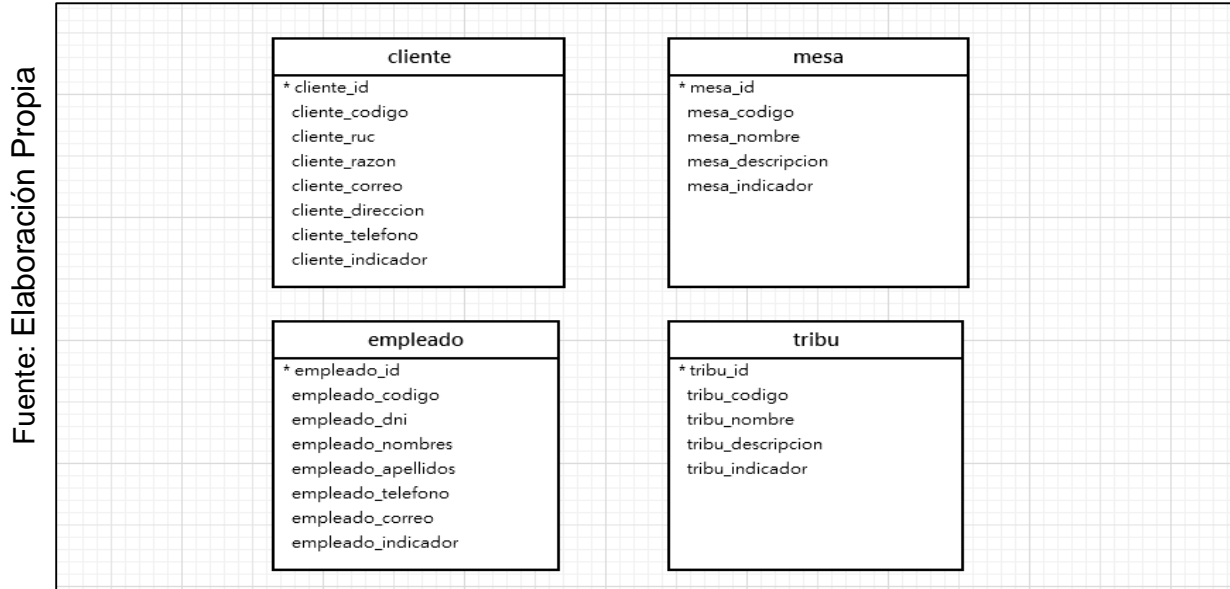 Fuente: Elaboración Propia
cliente
* cliente_id
cliente_codigo
cliente_ruc
cliente_razon
cliente_correo
cliente_direccion
cliente_telefono
cliente_indicador
mesa
* mesa_id
mesa_codigo
mesa_nombre
mesa_descripcion
mesa_indicador
empleado
* empleado_id
empleado_codigo
empleado_dni
empleado_nombres
empleado_apellidos
empleado_telefono
empleado_correo
empleado_indicador
tribu
* tribu_id
tribu_codigo
tribu_nombre
tribu_descripcion
tribu_indicador